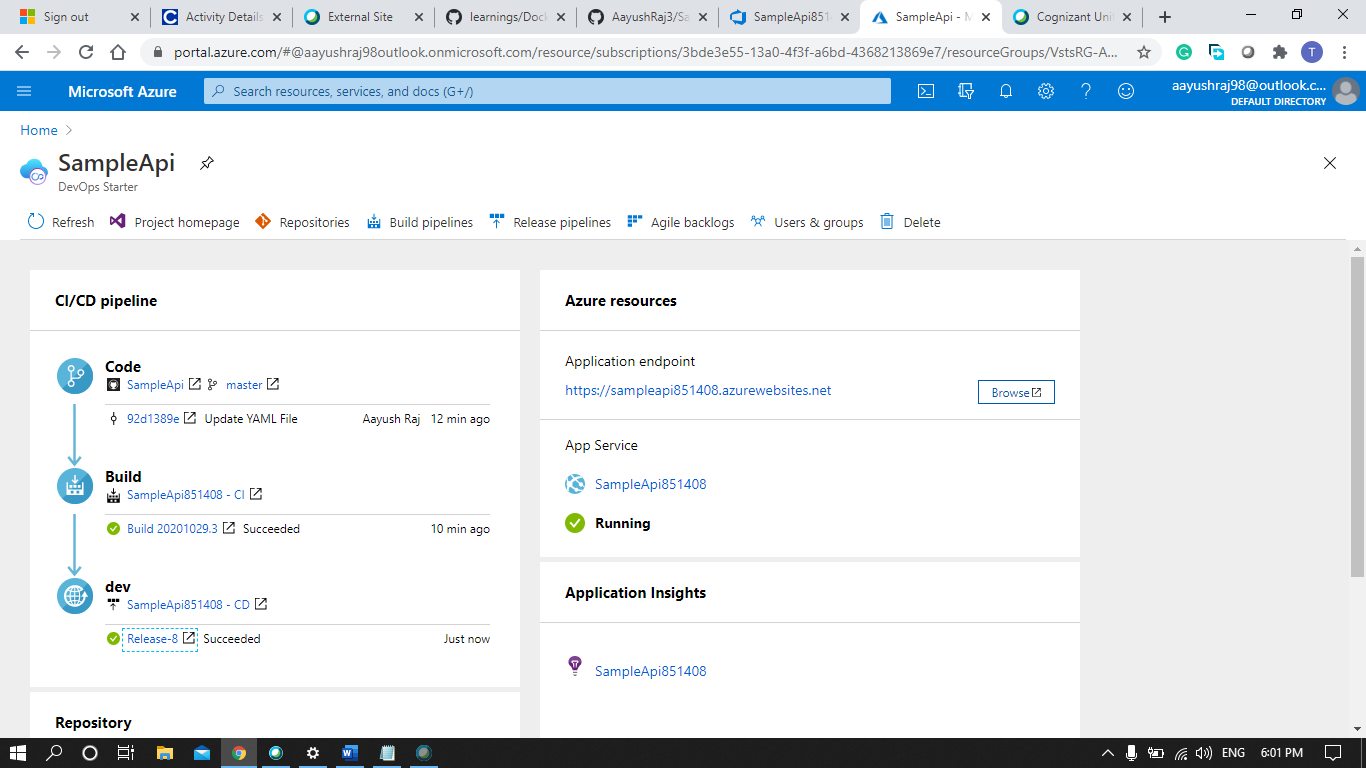 Sign out
Activity Details
External Site
learnings/Dock
AayushRaj3/Sa
SampleApi851
SampleApi - M
Cognizant Uni
portal.azure.com/#@aayushraj98outlook.onmicrosoft.com/resource/subscriptions/3bde3e55-13a0-4f3f-a6bd-4368213869e7/resourceGroups/VstsRG-A...
T
Microsoft Azure
Search resources, services, and docs (G+/)
aayushraj98@outlook.c...
DEFAULT DIRECTORY
Home
SampleApi
DevOps Starter
Refresh
Project homepage
Repositories
Build pipelines
Release pipelines
Agile backlogs
Users & groups
Delete
CI/CD pipeline
Code
SampleApi master
92d1389e Update YAML File Aayush Raj 12 min ago
Build
SampleApi851408 - CI
Build 20201029.3 Succeeded 10 min ago
dev
SampleApi851408 - CD
Release-8 Succeeded Just now
Repository
Azure resources
Application endpoint
https://sampleapi851408.azurewebsites.net
Browse
App Service
SampleApi851408
Running
Application Insights
SampleApi851408
ENG
6:01 PM